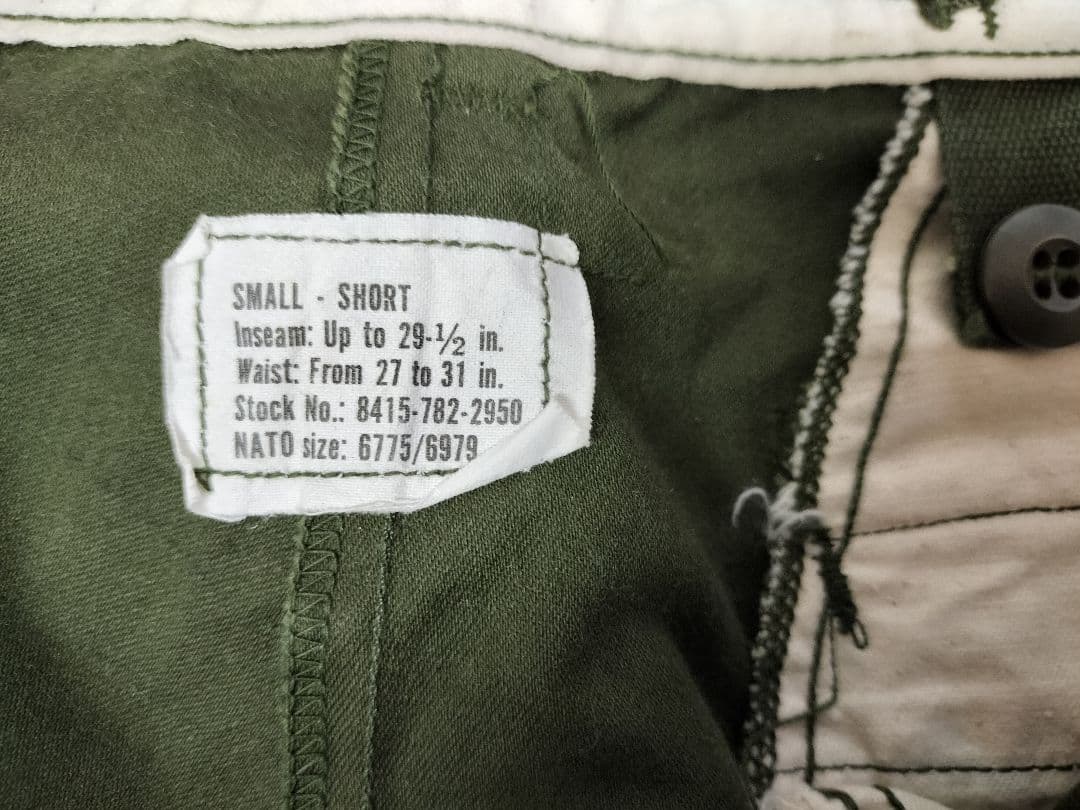 SMALL - SHORT
Inseam: Up to 29-½ in.
Waist: From 27 to 31 in.
Stock No.: 8415-782-2950
NATO size: 6775/6979